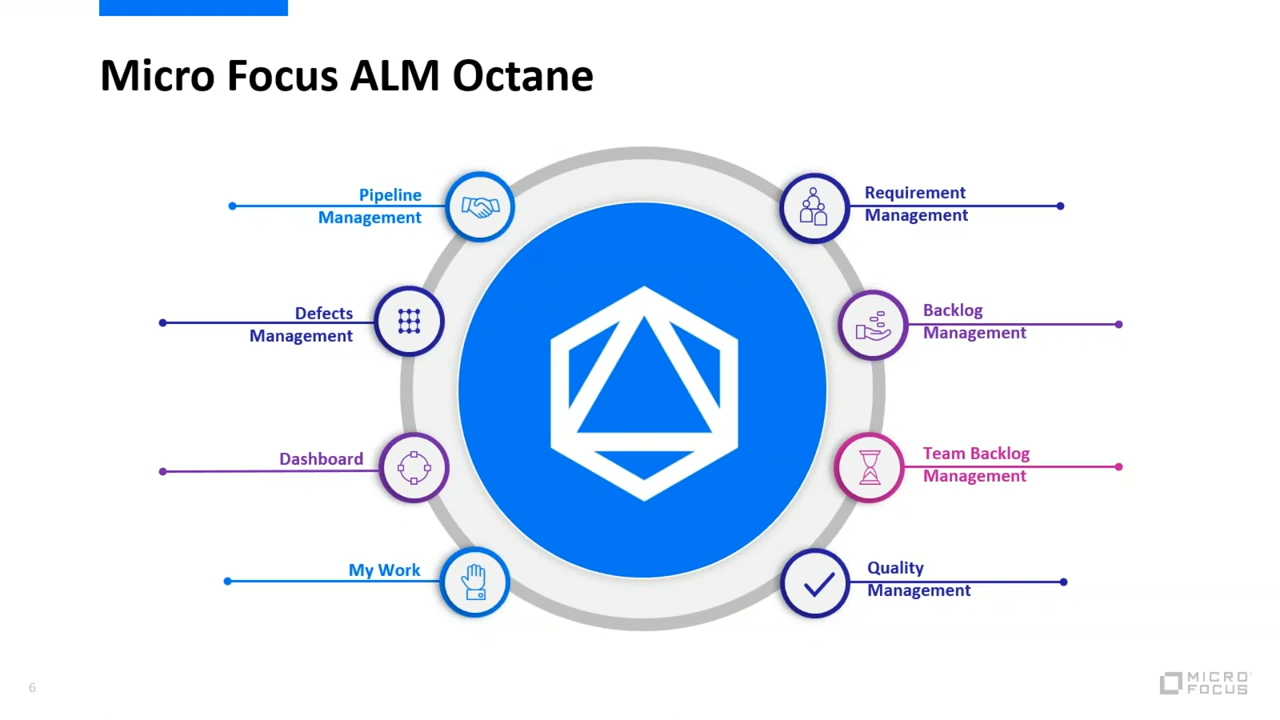 Micro Focus ALM Octane
Pipeline
Management
Defects
Management
Dashboard
My Work
Requirement
Management
Backlog
Management
Team Backlog
Management
Quality
Management
6
MICRO
FOCUS